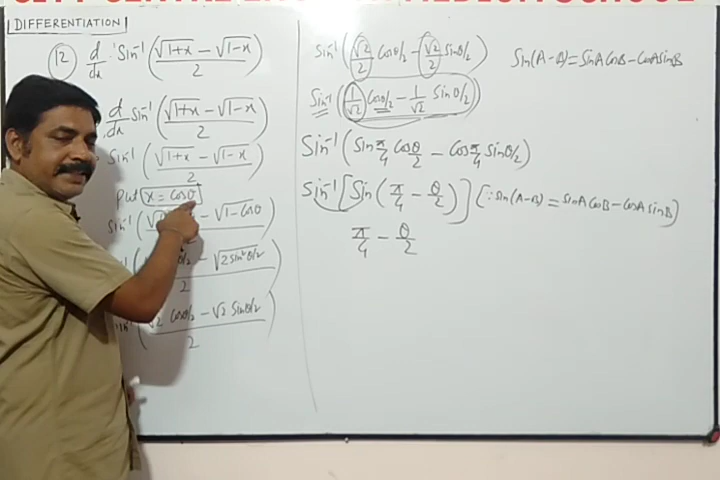 DIFFERENTIATION
12 d/dx Sin⁻¹ (√1+x − √1−x / 2)
d/dx Sin⁻¹ (√1+x − √1−x / 2)
Sin⁻¹ (√1+x − √1−x / 2)
Put x = Cosθ
Sin⁻¹ ( − √1−Cosθ
− √2Sin²θ/2 / 2)
√2 Cosθ/2 − √2 Sinθ/2 / 2)
Sin⁻¹ (√2/2 Cosθ/2 − √2/2 Sinθ/2)
Sin(A−B)=SinA CosB − CosA SinB
Sin⁻¹ (1/√2 Cosθ/2 − 1/√2 Sinθ/2)
Sin⁻¹ (Sin π/4 Cos θ/2 − Cos π/4 Sinθ/2)
Sin⁻¹ [Sin (π/4 − θ/2)] [∵ Sin(A−B) = SinA CosB − CosA SinB]
π/4 − θ/2